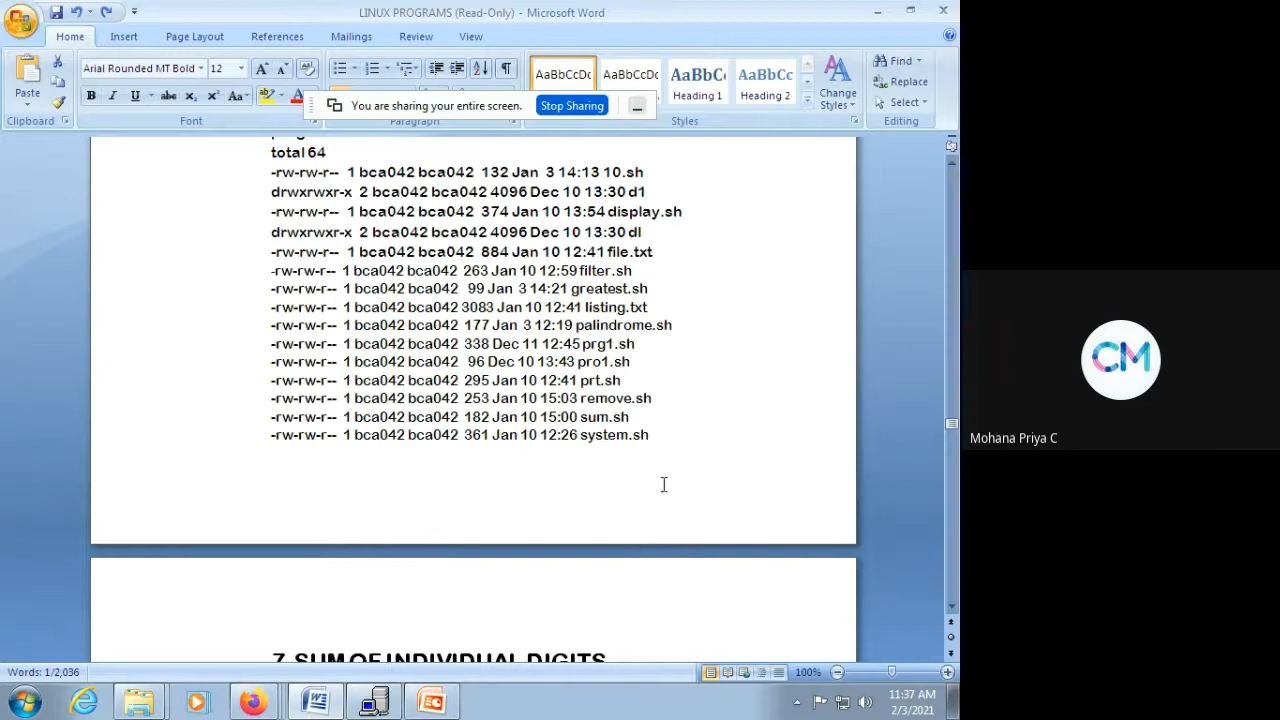 LINUX PROGRAMS (Read-Only) - Microsoft Word
Home Insert Page Layout References Mailings Review View
Paste
Arial Rounded MT Bold 12
AaBbCcDc AaBbCcDc AaBbC AaBbCc
Heading 1 Heading 2
Change Styles
Find
Replace
Select
You are sharing your entire screen. Stop Sharing
Clipboard Font Paragraph Styles Editing
total 64
-rw-rw-r-- 1 bca042 bca042 132 Jan 3 14:13 10.sh
drwxrwxr-x 2 bca042 bca042 4096 Dec 10 13:30 d1
-rw-rw-r-- 1 bca042 bca042 374 Jan 10 13:54 display.sh
drwxrwxr-x 2 bca042 bca042 4096 Dec 10 13:30 dl
-rw-rw-r-- 1 bca042 bca042 884 Jan 10 12:41 file.txt
-rw-rw-r-- 1 bca042 bca042 263 Jan 10 12:59 filter.sh
-rw-rw-r-- 1 bca042 bca042 99 Jan 3 14:21 greatest.sh
-rw-rw-r-- 1 bca042 bca042 3083 Jan 10 12:41 listing.txt
-rw-rw-r-- 1 bca042 bca042 177 Jan 3 12:19 palindrome.sh
-rw-rw-r-- 1 bca042 bca042 338 Dec 11 12:45 prg1.sh
-rw-rw-r-- 1 bca042 bca042 96 Dec 10 13:43 pro1.sh
-rw-rw-r-- 1 bca042 bca042 295 Jan 10 12:41 prt.sh
-rw-rw-r-- 1 bca042 bca042 253 Jan 10 15:03 remove.sh
-rw-rw-r-- 1 bca042 bca042 182 Jan 10 15:00 sum.sh
-rw-rw-r-- 1 bca042 bca042 361 Jan 10 12:26 system.sh
7. SUM OF INDIVIDUAL DIGITS
Words: 1/2,036
100%
11:37 AM
2/3/2021
CM
Mohana Priya C